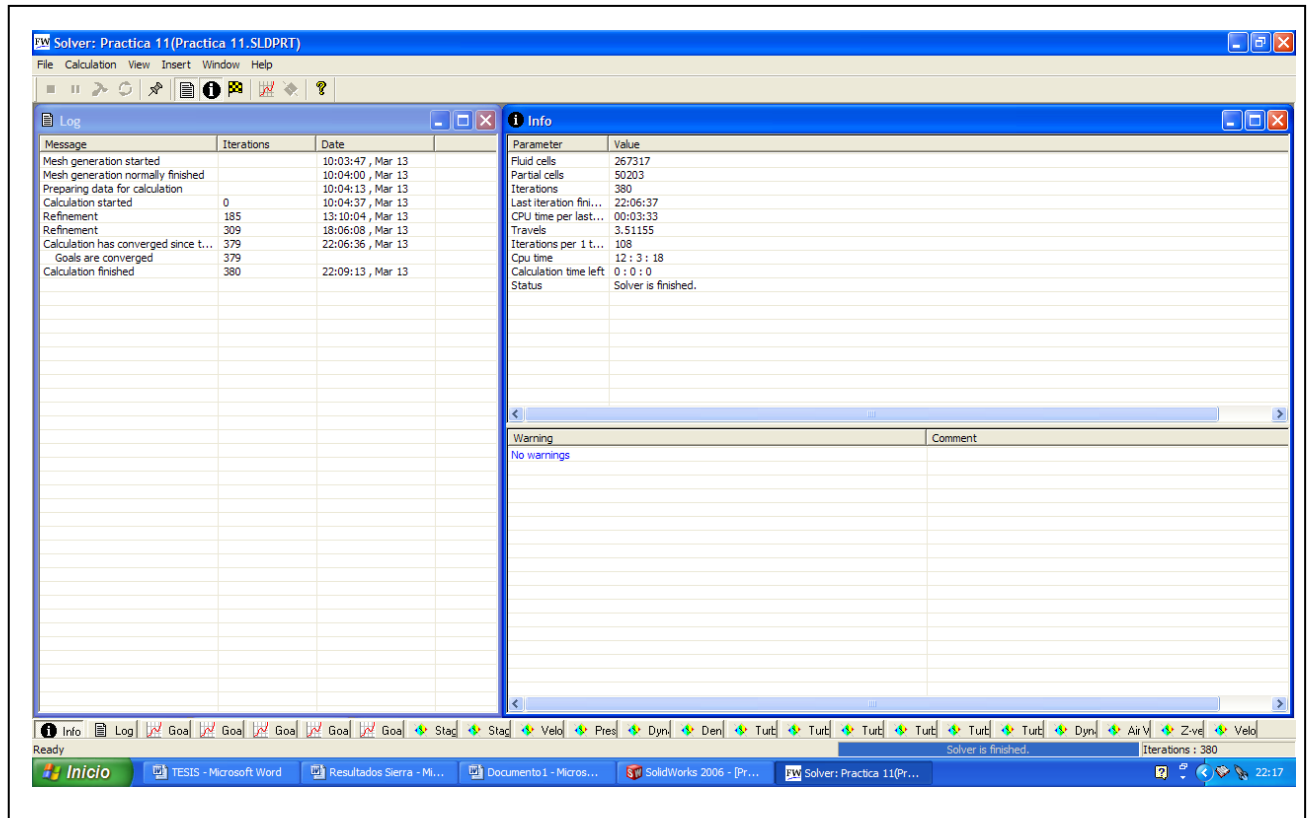 FW Solver: Practica 11(Practica 11.SLDPRT)
File Calculation View Insert Window Help
Log
Message Iterations Date
Mesh generation started 10:03:47 , Mar 13
Mesh generation normally finished 10:04:00 , Mar 13
Preparing data for calculation 10:04:13 , Mar 13
Calculation started 0 10:04:37 , Mar 13
Refinement 185 13:10:04 , Mar 13
Refinement 309 18:06:08 , Mar 13
Calculation has converged since t... 379 22:06:36 , Mar 13
Goals are converged 379
Calculation finished 380 22:09:13 , Mar 13
Info
Parameter Value
Fluid cells 267317
Partial cells 50203
Iterations 380
Last iteration fini... 22:06:37
CPU time per last... 00:03:33
Travels 3.51155
Iterations per 1 t... 108
Cpu time 12 : 3 : 18
Calculation time left 0 : 0 : 0
Status Solver is finished.
Warning Comment
No warnings
Info Log Goal Goal Goal Goal Goal Stag Stag Velo Pres Dyn Den Turb Turb Turb Turb Turb Turb Dyn Air V Z-ve Velo
Ready Solver is finished. Iterations : 380
Inicio TESIS - Microsoft Word Resultados Sierra - Mi... Documento1 - Micros... SolidWorks 2006 - [Pr... FW Solver: Practica 11(Pr... 22:17